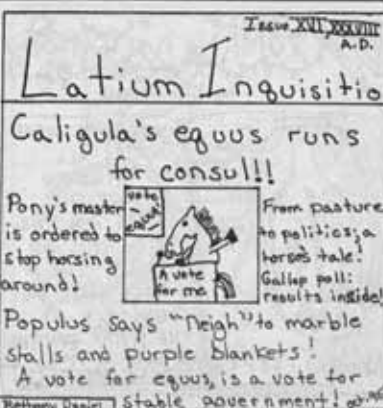 Issue XVI, XXXVIII
A.D.
Latium Inquisitio
Caligula's equus runs
for consul!!!
Pony's master
is ordered to
stop horsing
around!
vote
equus!
A vote
for me
From pasture
to politics; a
horse's tale!
Gallop poll:
results inside!
Populus says "Neigh" to marble
stalls and purple blankets!
A vote for equus, is a vote for
stable government!
Bethany Daniel